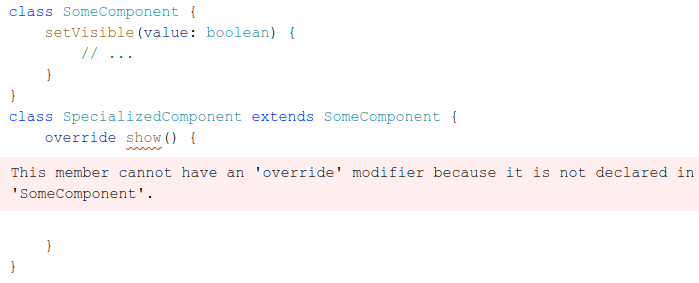 class SomeComponent {
    setVisible(value: boolean) {
        // ...
    }
}
class SpecializedComponent extends SomeComponent {
    override show() {
This member cannot have an 'override' modifier because it is not declared in
'SomeComponent'.
    }
}